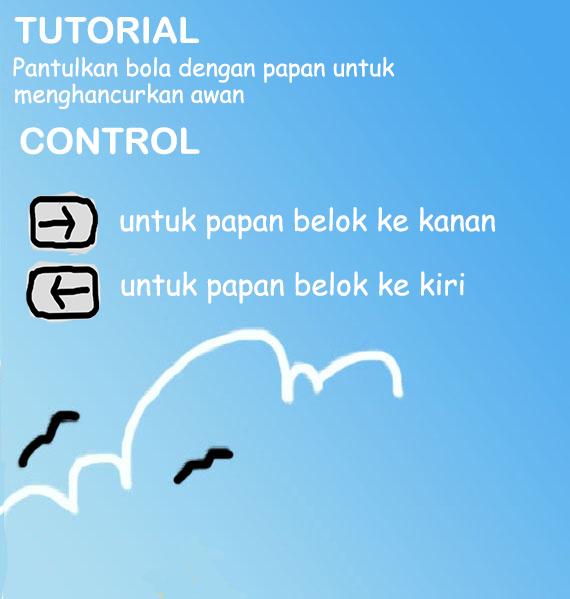 TUTORIAL
Pantulkan bola dengan papan untuk
menghancurkan awan
CONTROL
untuk papan belok ke kanan
untuk papan belok ke kiri